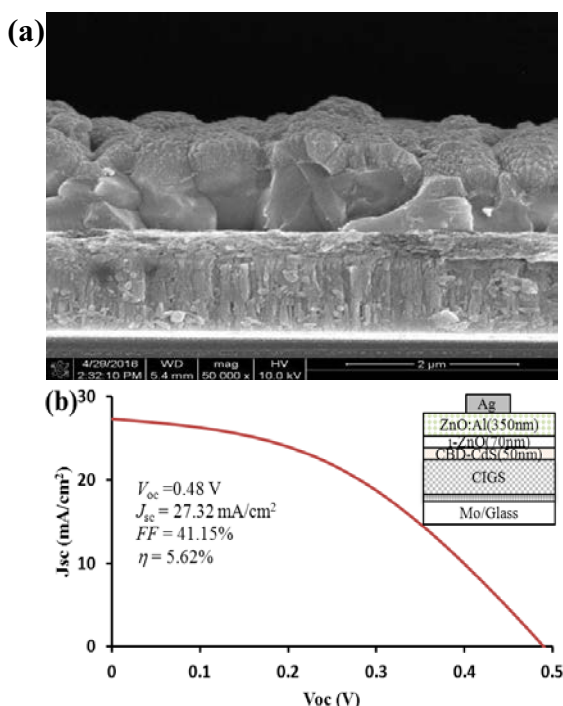 (a)
4/29/2016 WD mag HV
2:32:10 PM 5.4 mm 50 000 x 10.0 kV
2 µm
(b)
30
20
10
0
Jsc (mA/cm²)
Voc =0.48 V
Jsc = 27.32 mA/cm²
FF = 41.15%
η = 5.62%
Ag
ZnO:Al(350nm)
i-ZnO(70nm)
CBD-CdS(50nm)
CIGS
Mo/Glass
0 0.1 0.2 0.3 0.4 0.5
Voc (V)